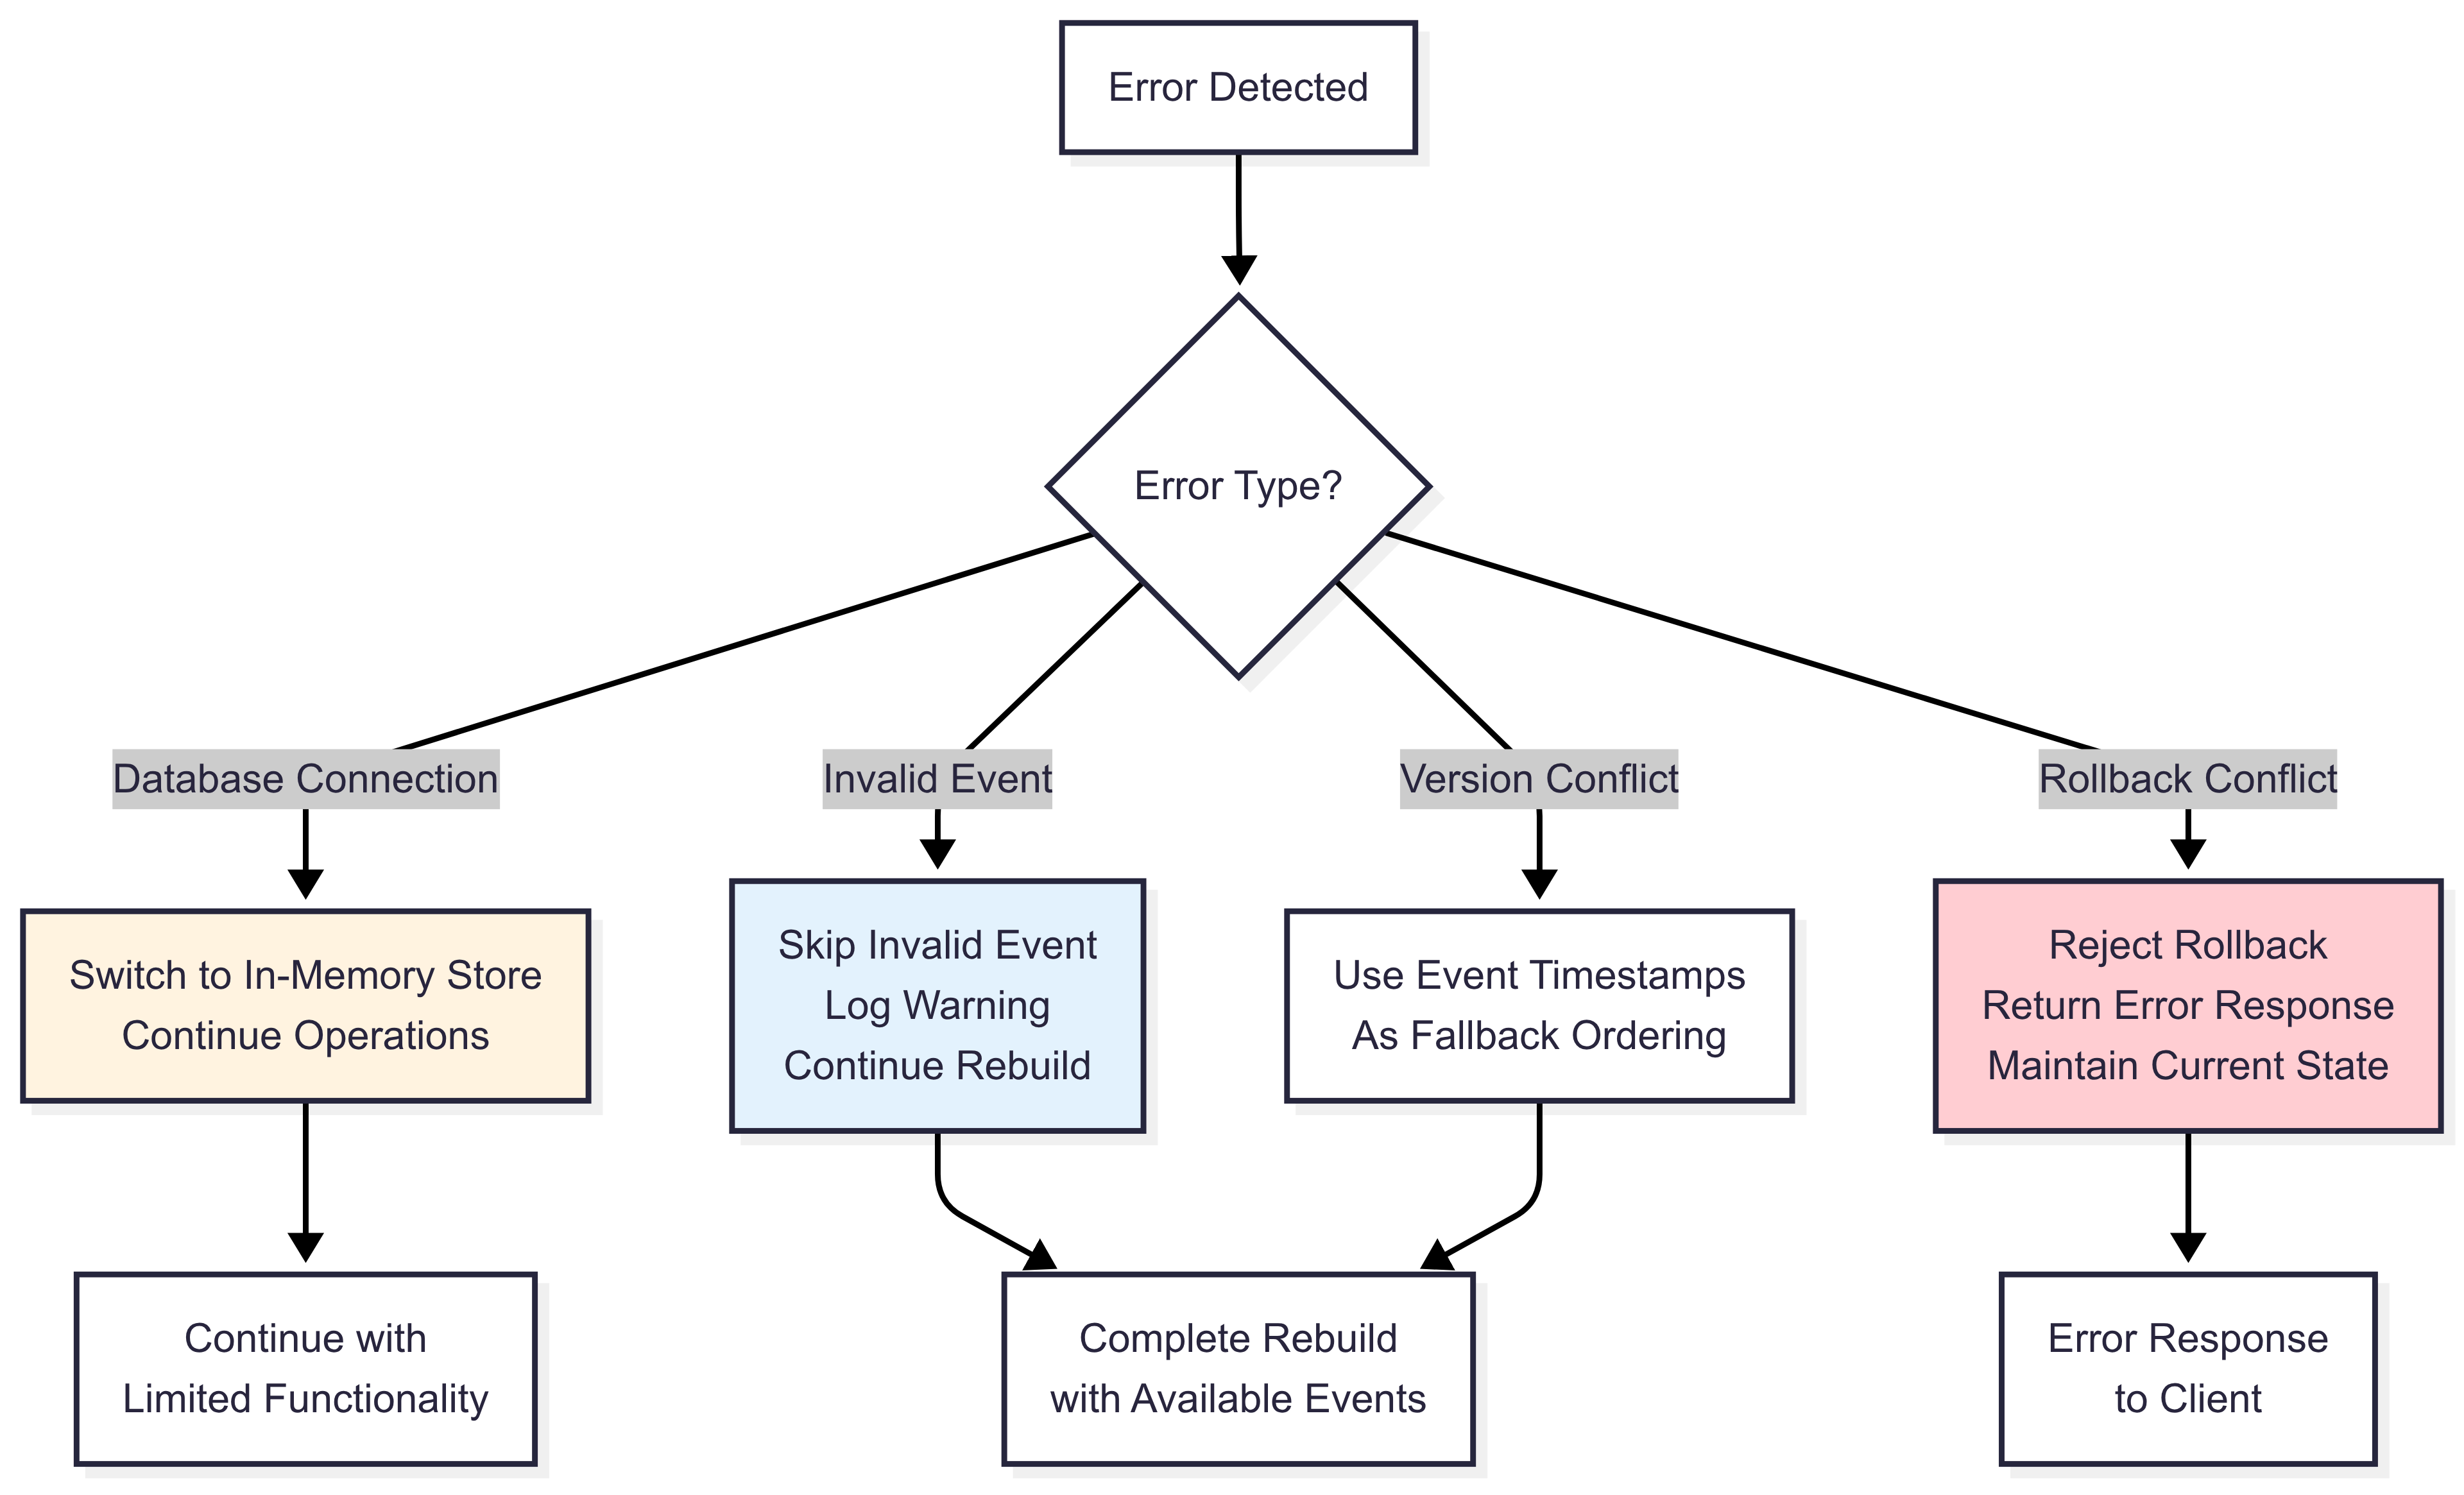 Error Detected
Error Type?
Database Connection
Invalid Event
Version Conflict
Rollback Conflict
Switch to In-Memory Store
Continue Operations
Skip Invalid Event
Log Warning
Continue Rebuild
Use Event Timestamps
As Fallback Ordering
Reject Rollback
Return Error Response
Maintain Current State
Continue with
Limited Functionality
Complete Rebuild
with Available Events
Error Response
to Client